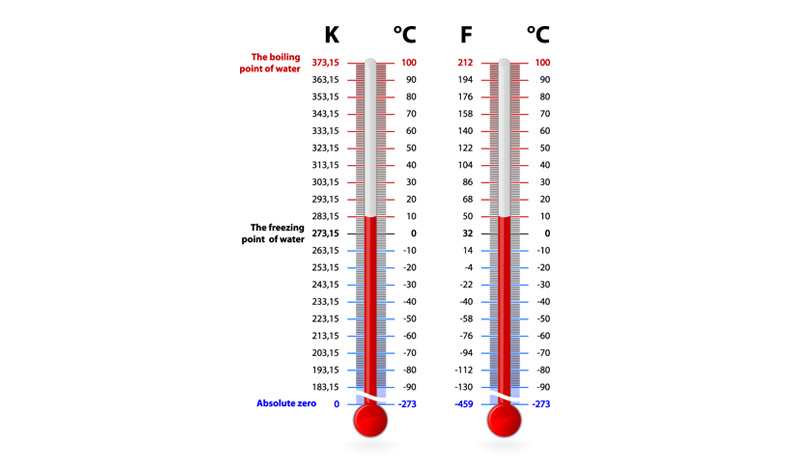 K °C F °C
The boiling
point of water
373,15 100 212 100
363,15 90 194 90
353,15 80 176 80
343,15 70 158 70
333,15 60 140 60
323,15 50 122 50
313,15 40 104 40
303,15 30 86 30
293,15 20 68 20
283,15 10 50 10
The freezing
point of water
273,15 0 32 0
263,15 -10 14 -10
253,15 -20 -4 -20
243,15 -30 -22 -30
233,15 -40 -40 -40
223,15 -50 -58 -50
213,15 -60 -76 -60
203,15 -70 -94 -70
193,15 -80 -112 -80
183,15 -90 -130 -90
Absolute zero 0 -273 -459 -273